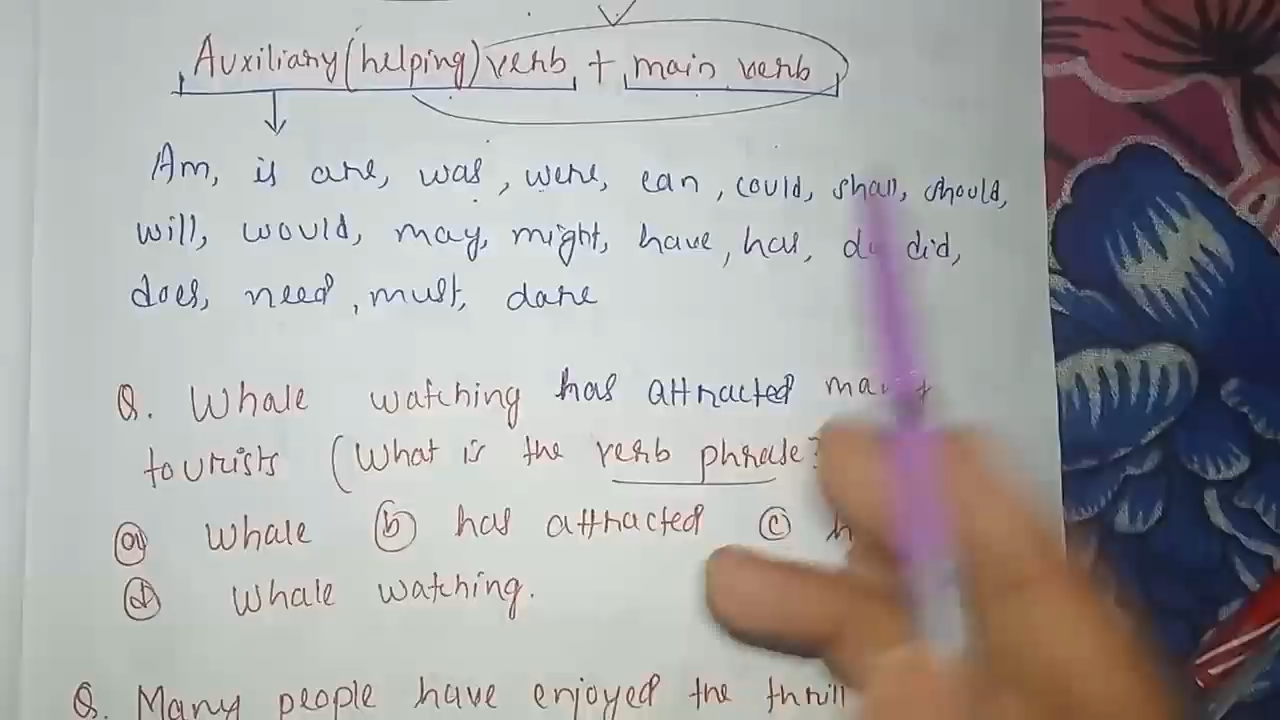 Auxiliary (helping) verb + main verb
Am, is are, was, were, can, could, shall, should,
will, would, may, might, have, has, do did,
does, need, must, dare
Q. Whale watching has attracted
tourists (What is the verb phrase?
(a) Whale (b) has attracted (c)
(d) Whale watching.
Q. Many people have enjoyed the thrill